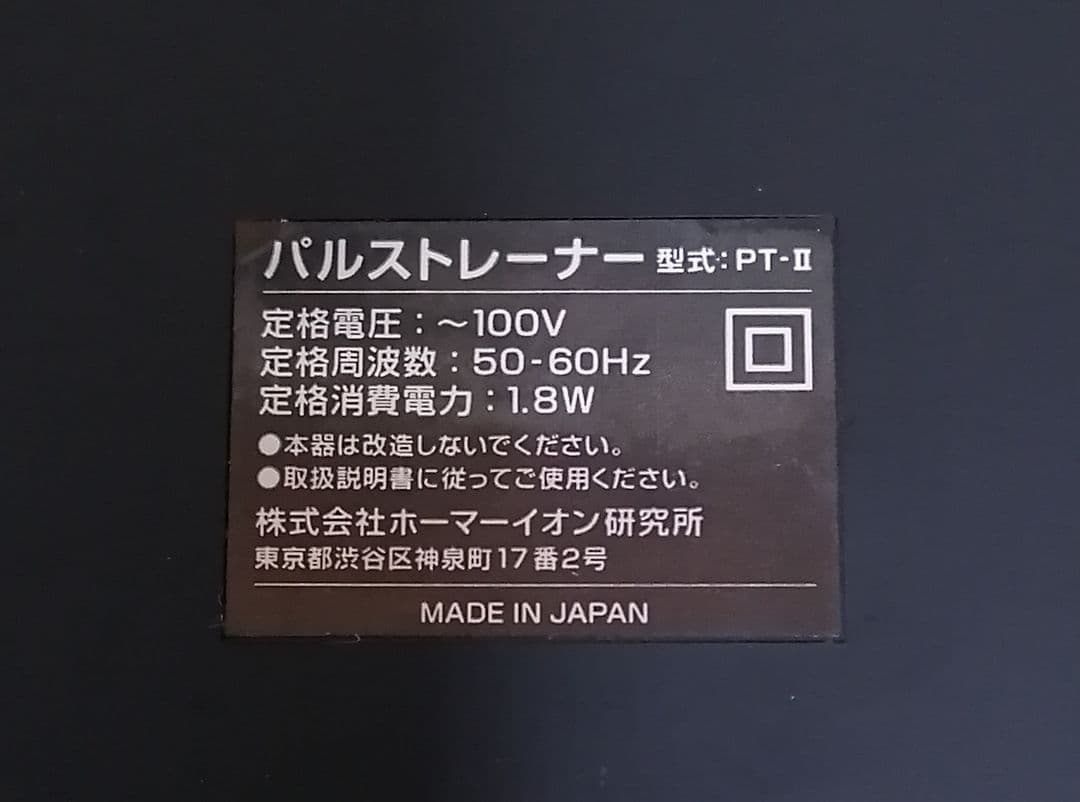 パルストレーナー 型式:PT-Ⅱ
定格電圧:~100V
定格周波数:50-60Hz
定格消費電力:1.8W
●本器は改造しないでください。
●取扱説明書に従ってご使用ください。
株式会社ホーマーイオン研究所
東京都渋谷区神泉町17番2号
MADE IN JAPAN